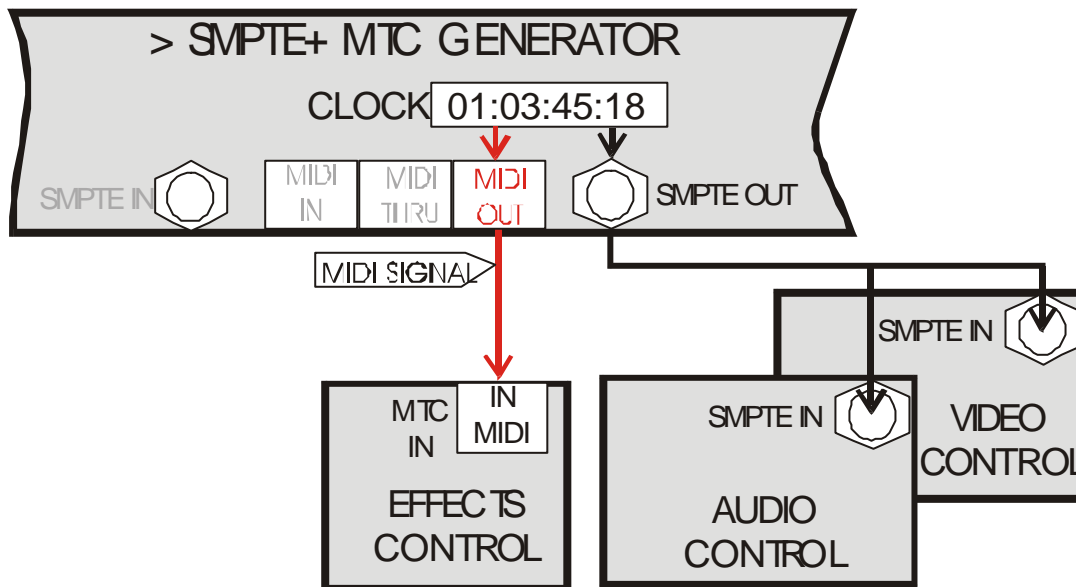 > SMPTE+ MTC GENERATOR
CLOCK 01:03:45:18
SMPTE IN
MIDI
IN
MIDI
THRU
MIDI
OUT
SMPTE OUT
MIDI SIGNAL
SMPTE IN
VIDEO
CONTROL
SMPTE IN
AUDIO
CONTROL
MTC
IN
IN
MIDI
EFFECTS
CONTROL